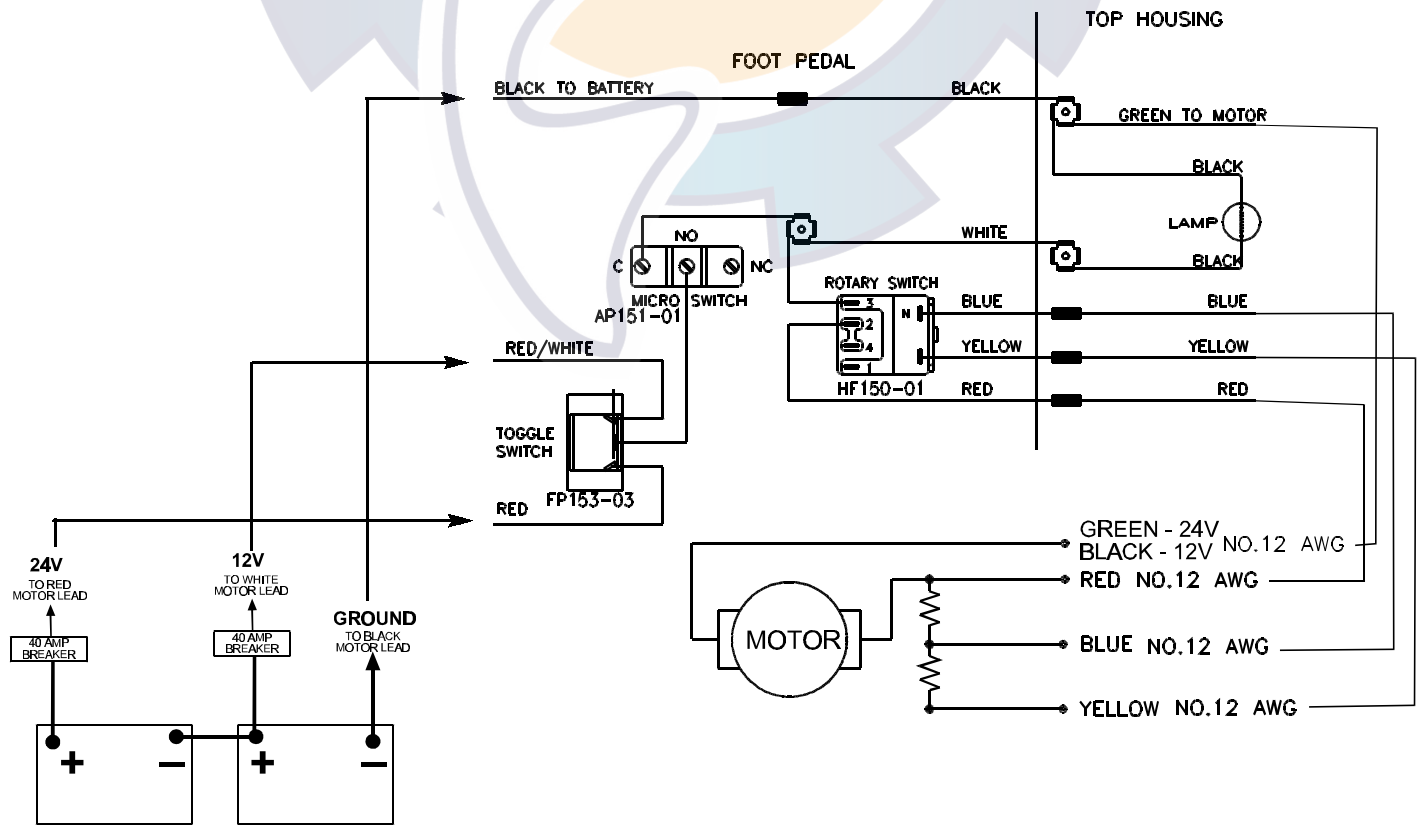 TOP HOUSING
FOOT PEDAL
BLACK TO BATTERY
BLACK
GREEN TO MOTOR
BLACK
LAMP
WHITE
BLACK
NO
C
NC
MICRO SWITCH
AP151-01
ROTARY SWITCH
3
2
4
1
N
HF150-01
BLUE
BLUE
YELLOW
YELLOW
RED
RED
RED/WHITE
TOGGLE
SWITCH
FP153-03
RED
24V
TO RED
MOTOR LEAD
40 AMP
BREAKER
12V
TO WHITE
MOTOR LEAD
40 AMP
BREAKER
GROUND
TO BLACK
MOTOR LEAD
+
−
+
−
MOTOR
GREEN - 24V
BLACK - 12V NO.12 AWG
RED NO.12 AWG
BLUE NO.12 AWG
YELLOW NO.12 AWG